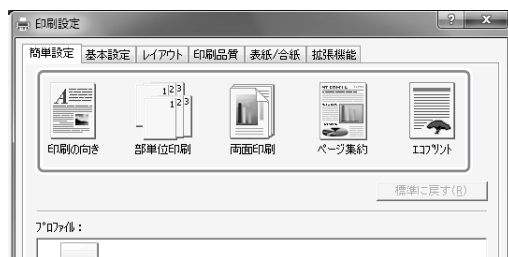 印刷設定
簡単設定 基本設定 レイアウト 印刷品質 表紙/合紙 拡張機能
印刷の向き 部単位印刷 両面印刷 ページ集約 エコプリント
標準に戻す(R)
プロファイル: